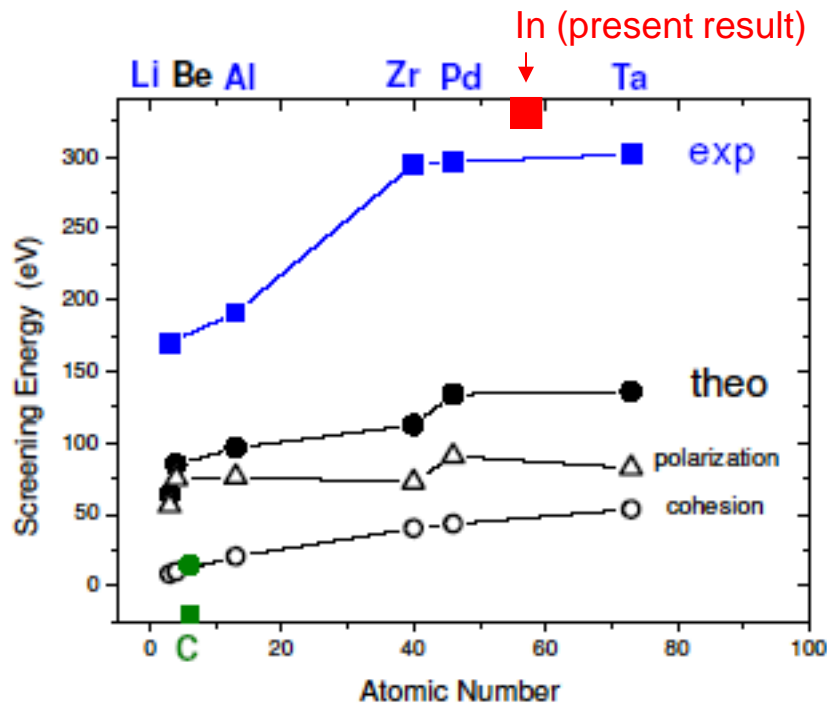 In (present result)
Li Be Al Zr Pd Ta
300
250
200
150
100
50
0
Screening Energy (eV)
exp
theo
polarization
cohesion
0 C 20 40 60 80 100
Atomic Number